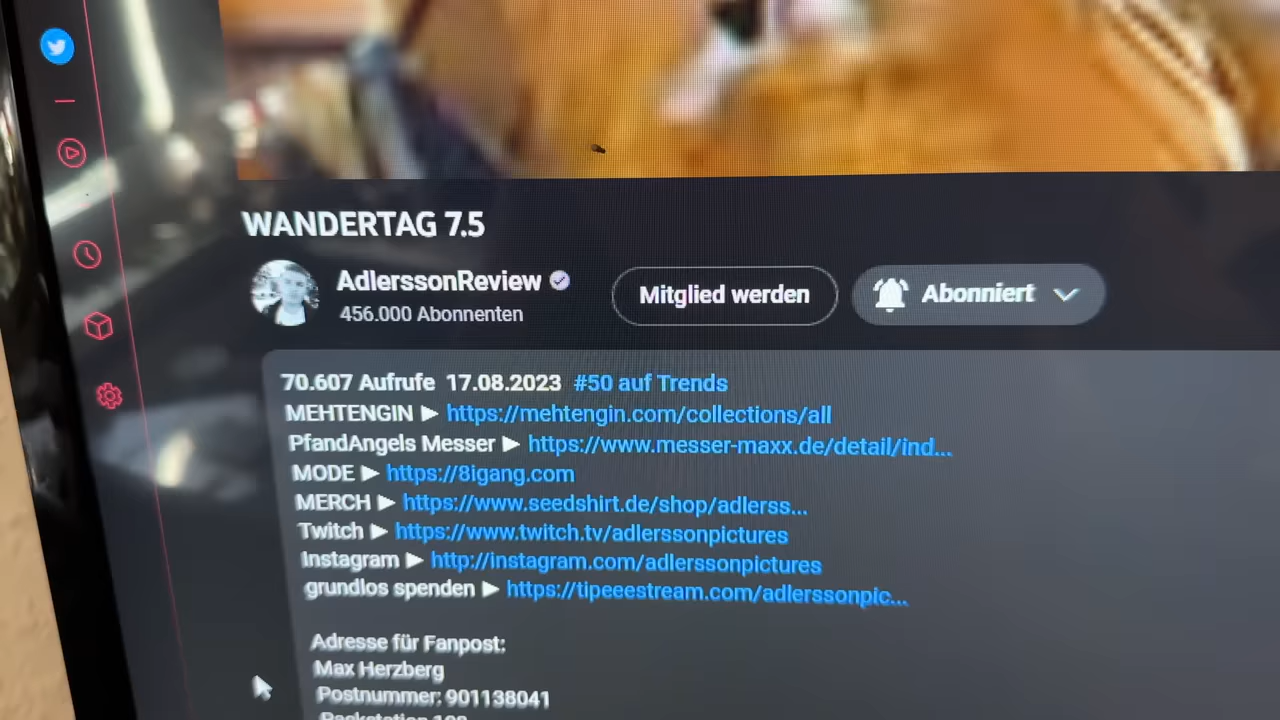 WANDERTAG 7.5
AdlerssonReview
456.000 Abonnenten
Mitglied werden
Abonniert
70.607 Aufrufe 17.08.2023 #50 auf Trends
MEHTENGIN ► https://mehtengin.com/collections/all
PfandAngels Messer ► https://www.messer-maxx.de/detail/ind...
MODE ► https://8igang.com
MERCH ► https://www.seedshirt.de/shop/adlerss...
Twitch ► https://www.twitch.tv/adlerssonpictures
Instagram ► http://instagram.com/adlerssonpictures
grundlos spenden ► https://tipeeestream.com/adlerssonpic...
Adresse für Fanpost:
Max Herzberg
Postnummer: 901138041